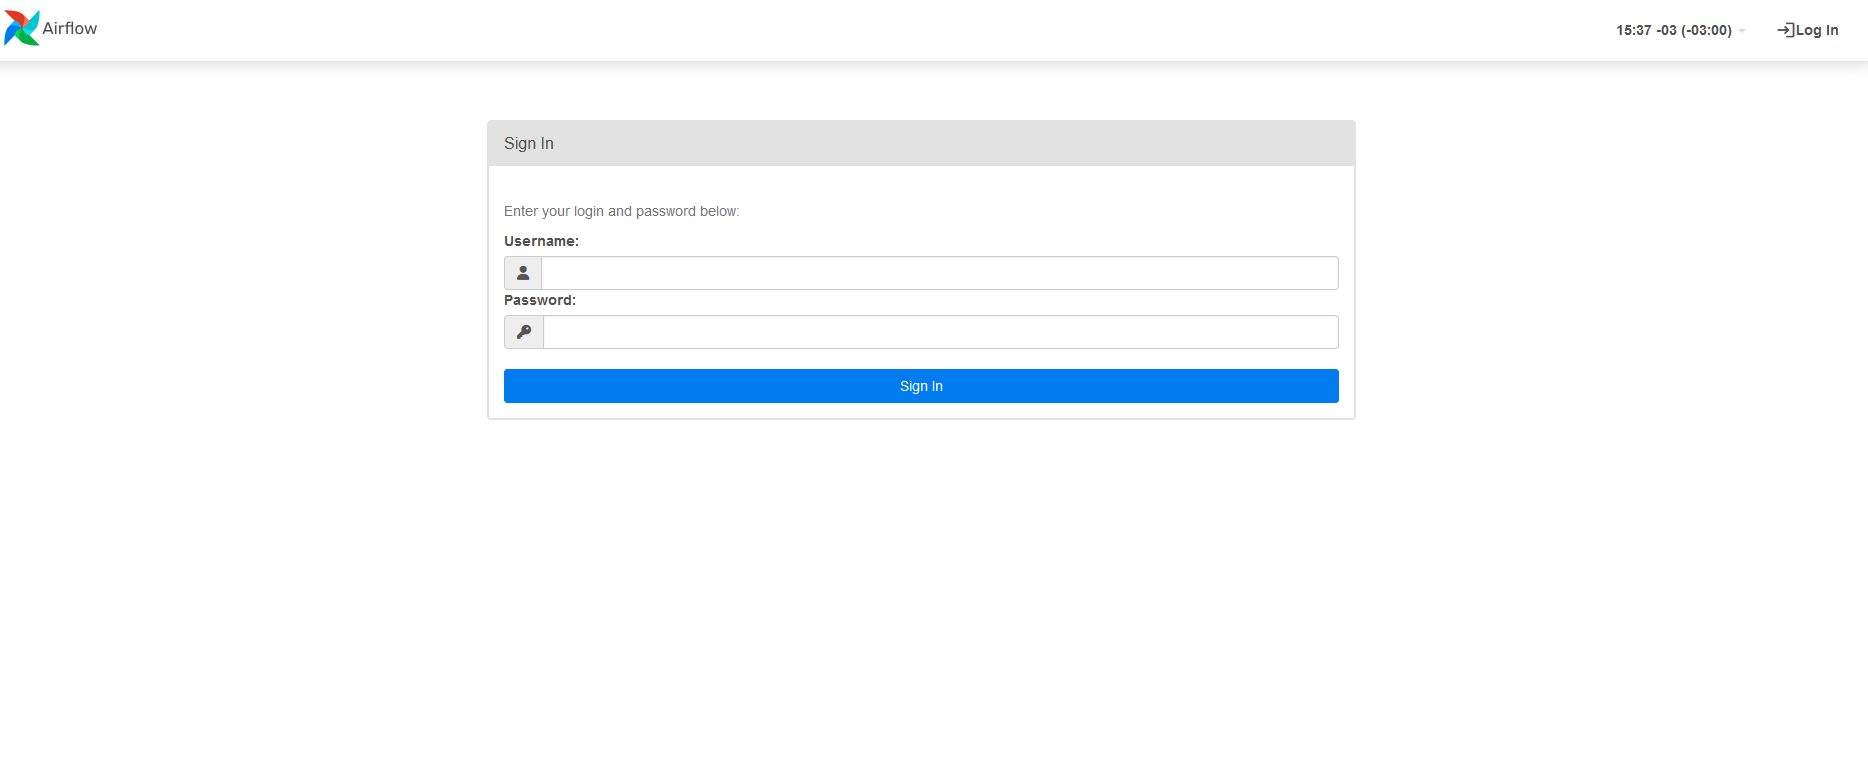 Airflow
15:37 -03 (-03:00)
Log In
Sign In
Enter your login and password below:
Username:
Password:
Sign In